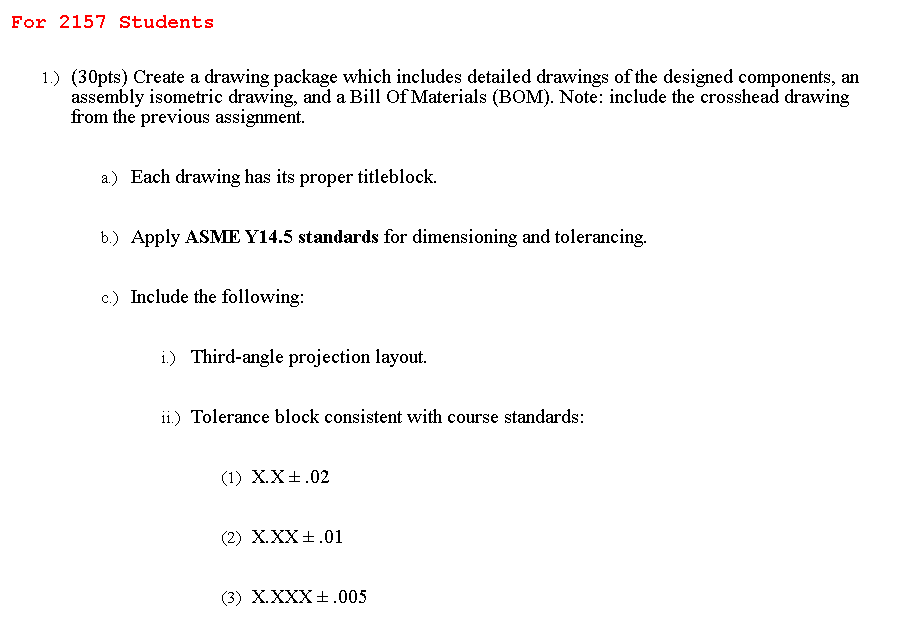 For 2157 Students
1.) (30pts) Create a drawing package which includes detailed drawings of the designed components, an
assembly isometric drawing, and a Bill Of Materials (BOM). Note: include the crosshead drawing
from the previous assignment.
a.) Each drawing has its proper titleblock.
b.) Apply ASME Y14.5 standards for dimensioning and tolerancing.
c.) Include the following:
i.) Third-angle projection layout.
ii.) Tolerance block consistent with course standards:
(1) X.X ± .02
(2) X.XX ± .01
(3) X.XXX ± .005